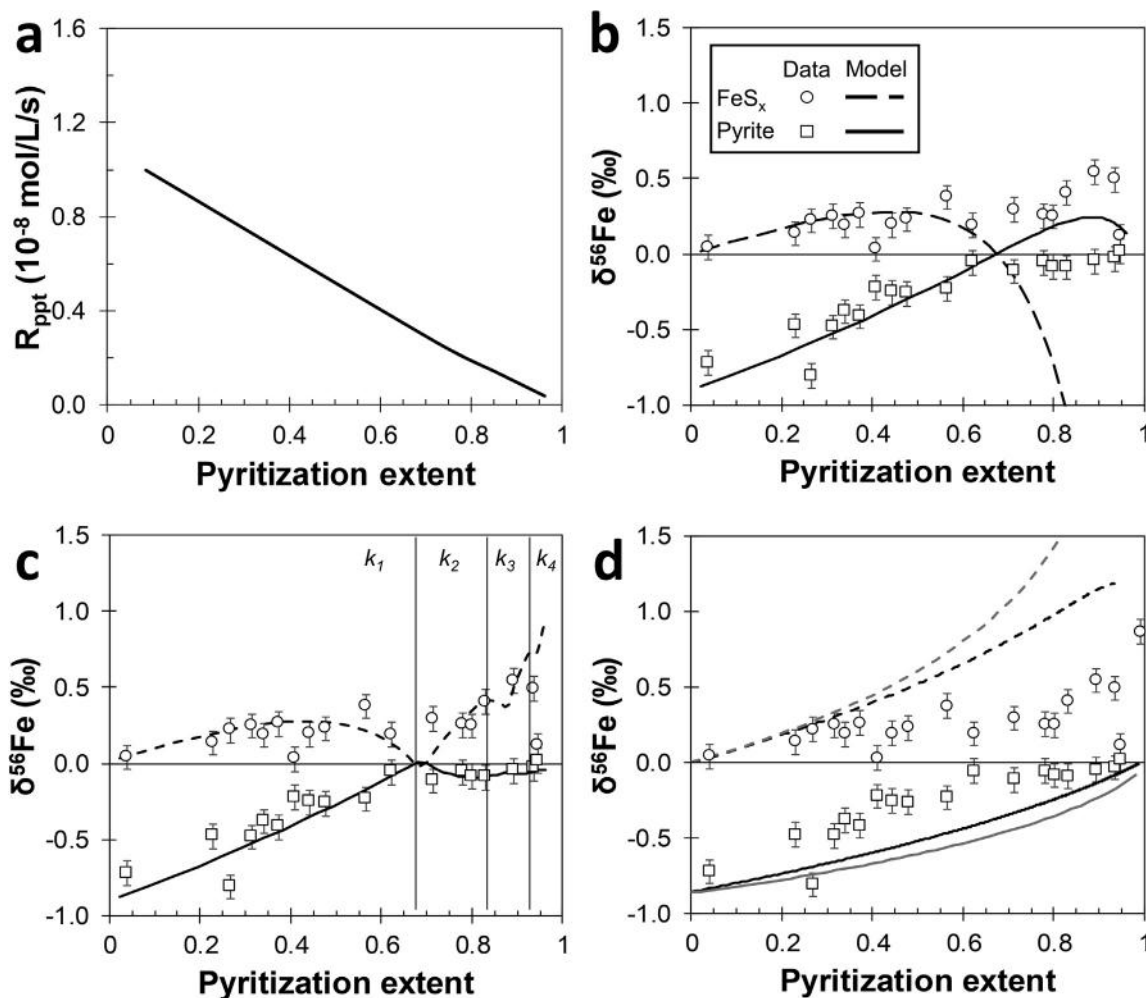 a
R_ppt (10⁻⁸ mol/L/s)
1.6
1.2
0.8
0.4
0.0
0 0.2 0.4 0.6 0.8 1
Pyritization extent
b
δ⁵⁶Fe (‰)
1.5
1.0
0.5
0.0
-0.5
-1.0
Data Model
FeSₓ
Pyrite
0 0.2 0.4 0.6 0.8 1
Pyritization extent
c
δ⁵⁶Fe (‰)
1.5
1.0
0.5
0.0
-0.5
-1.0
k₁ k₂ k₃ k₄
0 0.2 0.4 0.6 0.8 1
Pyritization extent
d
δ⁵⁶Fe (‰)
1.5
1.0
0.5
0.0
-0.5
-1.0
0 0.2 0.4 0.6 0.8 1
Pyritization extent